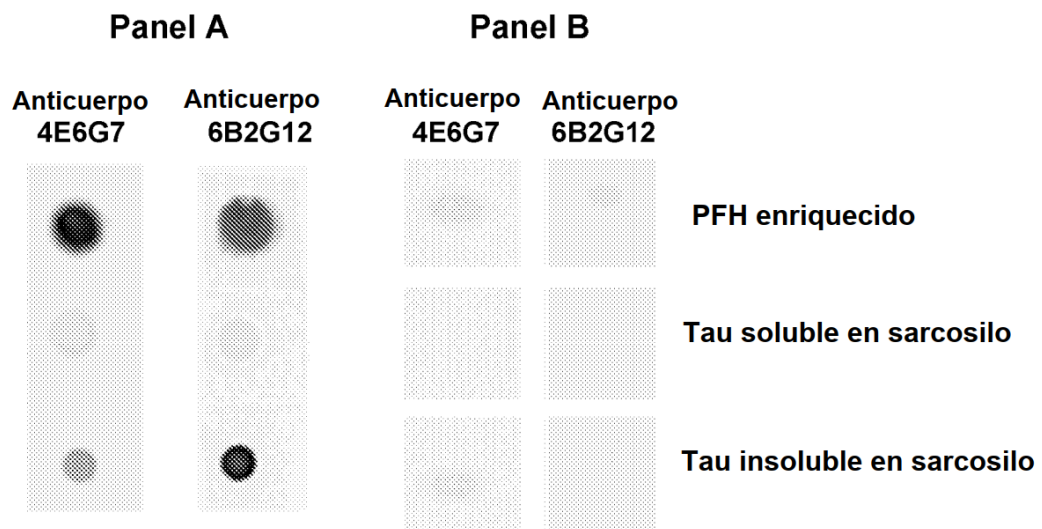 Panel A
Panel B
Anticuerpo
4E6G7
Anticuerpo
6B2G12
Anticuerpo
4E6G7
Anticuerpo
6B2G12
PFH enriquecido
Tau soluble en sarcosilo
Tau insoluble en sarcosilo